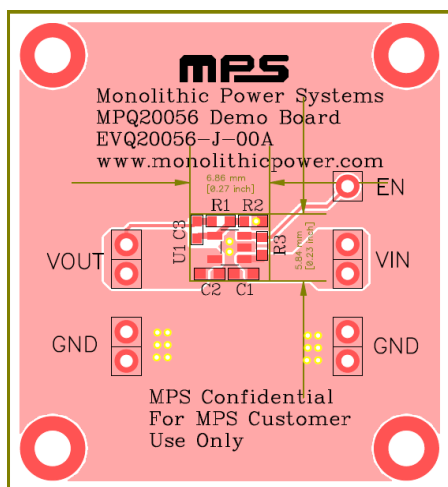 MPS
Monolithic Power Systems
MPQ20056 Demo Board
EVQ20056-J-00A
www.monolithicpower.com
6.86 mm
[0.27 inch]
EN
R1 R2
U1 C3
R3
5.84 mm
[0.23 inch]
VOUT
VIN
C2 C1
GND
GND
MPS Confidential
For MPS Customer
Use Only